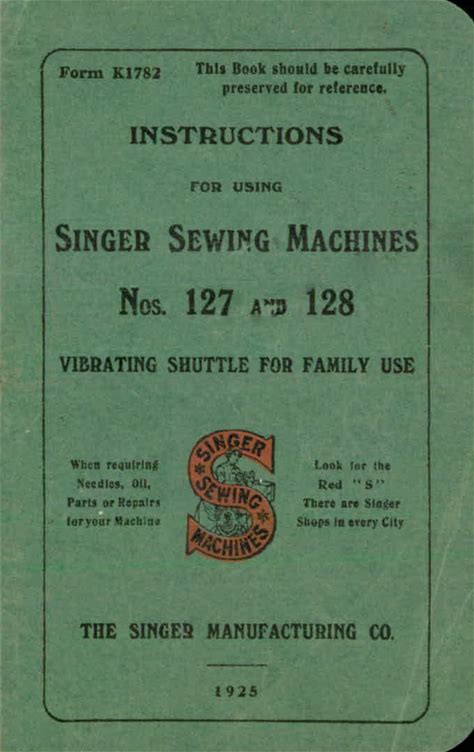 Form K1782
This Book should be carefully
preserved for reference.
INSTRUCTIONS
FOR USING
SINGER SEWING MACHINES
Nos. 127 AND 128
VIBRATING SHUTTLE FOR FAMILY USE
When requiring
Needles, Oil,
Parts or Repairs
for your Machine
SINGER
SEWING
MACHINES
Look for the
Red "S"
There are Singer
Shops in every City
THE SINGER MANUFACTURING CO.
1925